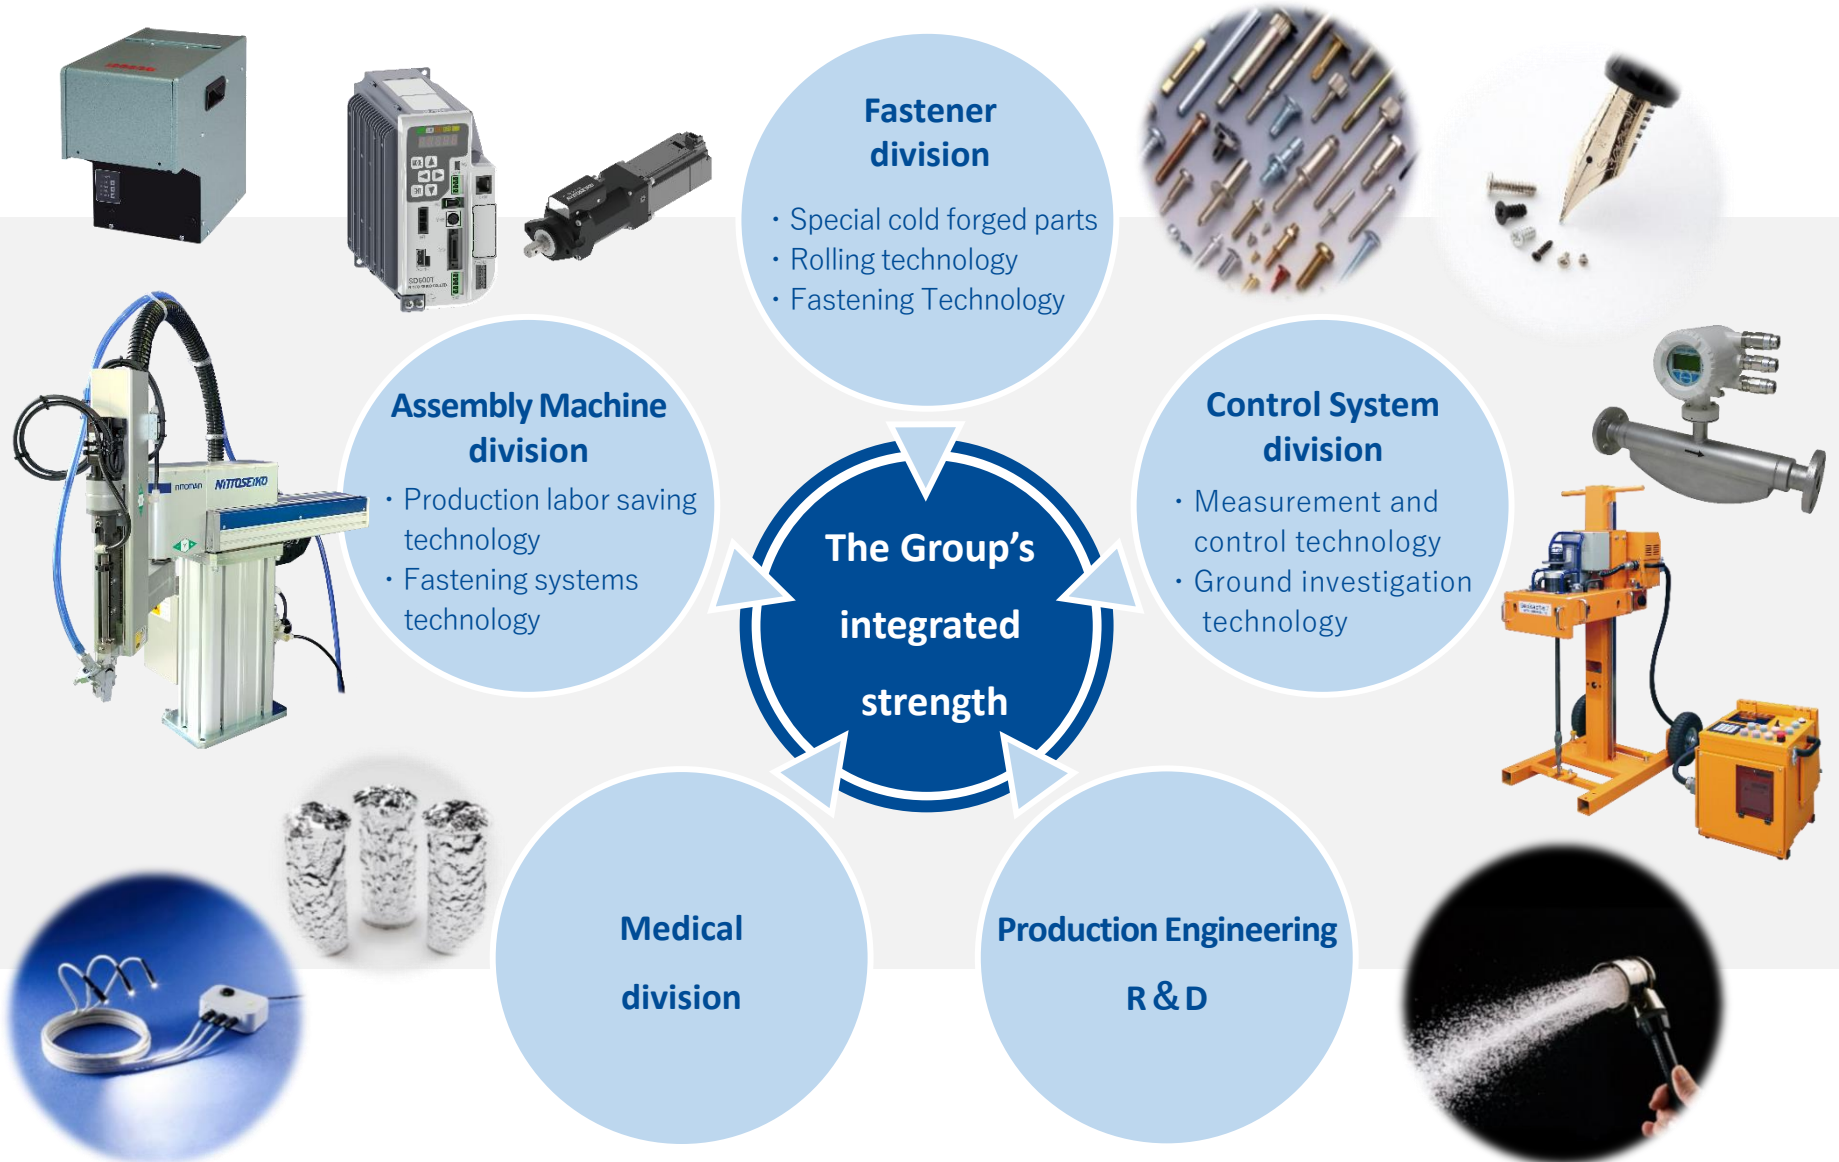 Fastener
division
・Special cold forged parts
・Rolling technology
・Fastening Technology
Assembly Machine
division
・Production labor saving
technology
・Fastening systems
technology
Control System
division
・Measurement and
control technology
・Ground investigation
technology
The Group's
integrated
strength
Medical
division
Production Engineering
R&D
NITTOSEIKO